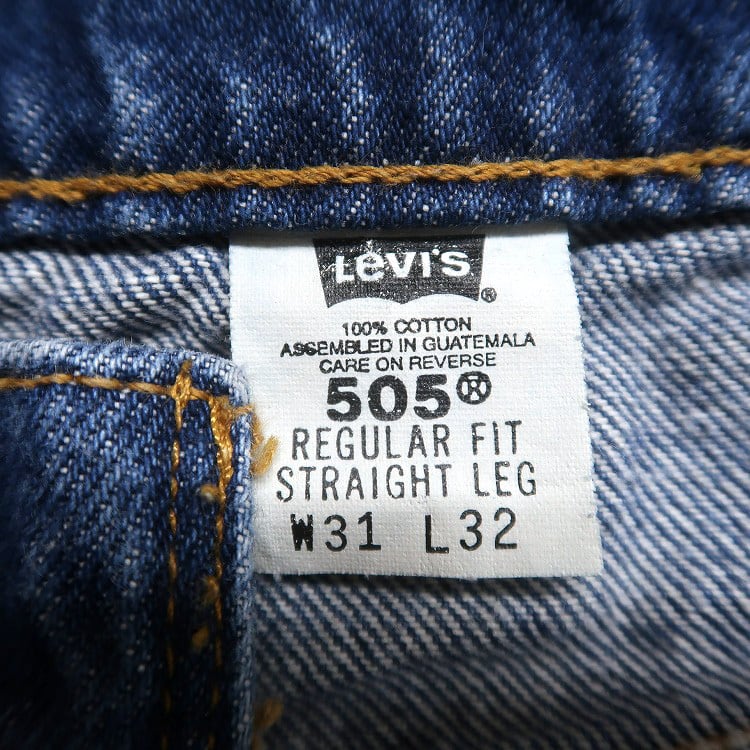 Levi's ®
100% COTTON
ASSEMBLED IN GUATEMALA
CARE ON REVERSE
505®
REGULAR FIT
STRAIGHT LEG
W31 L32